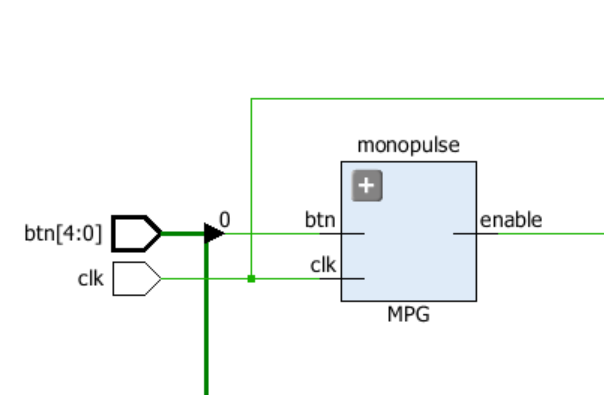 monopulse
btn[4:0]
0
btn
enable
clk
clk
MPG